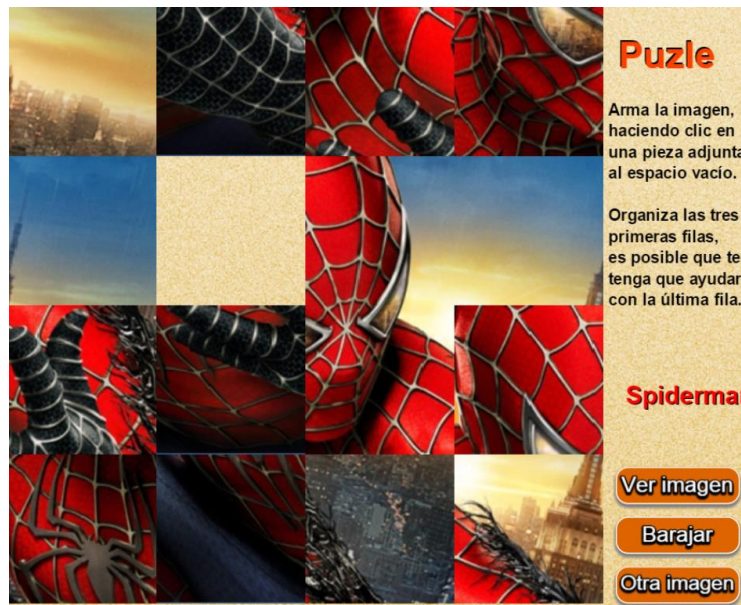 Puzle
Arma la imagen,
haciendo clic en
una pieza adjunta
al espacio vacío.
Organiza las tres
primeras filas,
es posible que te
tenga que ayudar
con la última fila.
Spiderman
Ver imagen
Barajar
Otra imagen